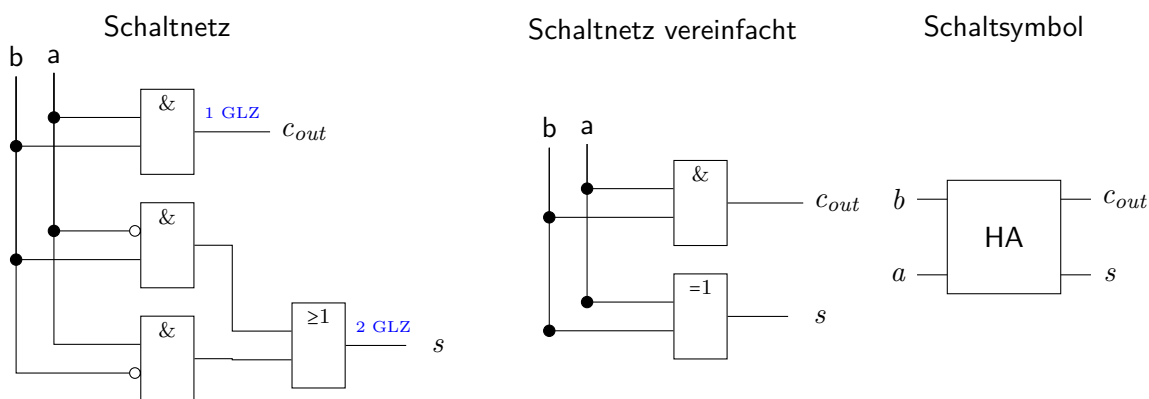 Schaltnetz
b a
&
1 GLZ
c_out
&
&
≥1
2 GLZ
s
Schaltnetz vereinfacht
b a
&
c_out
=1
s
Schaltsymbol
b
c_out
HA
a
s